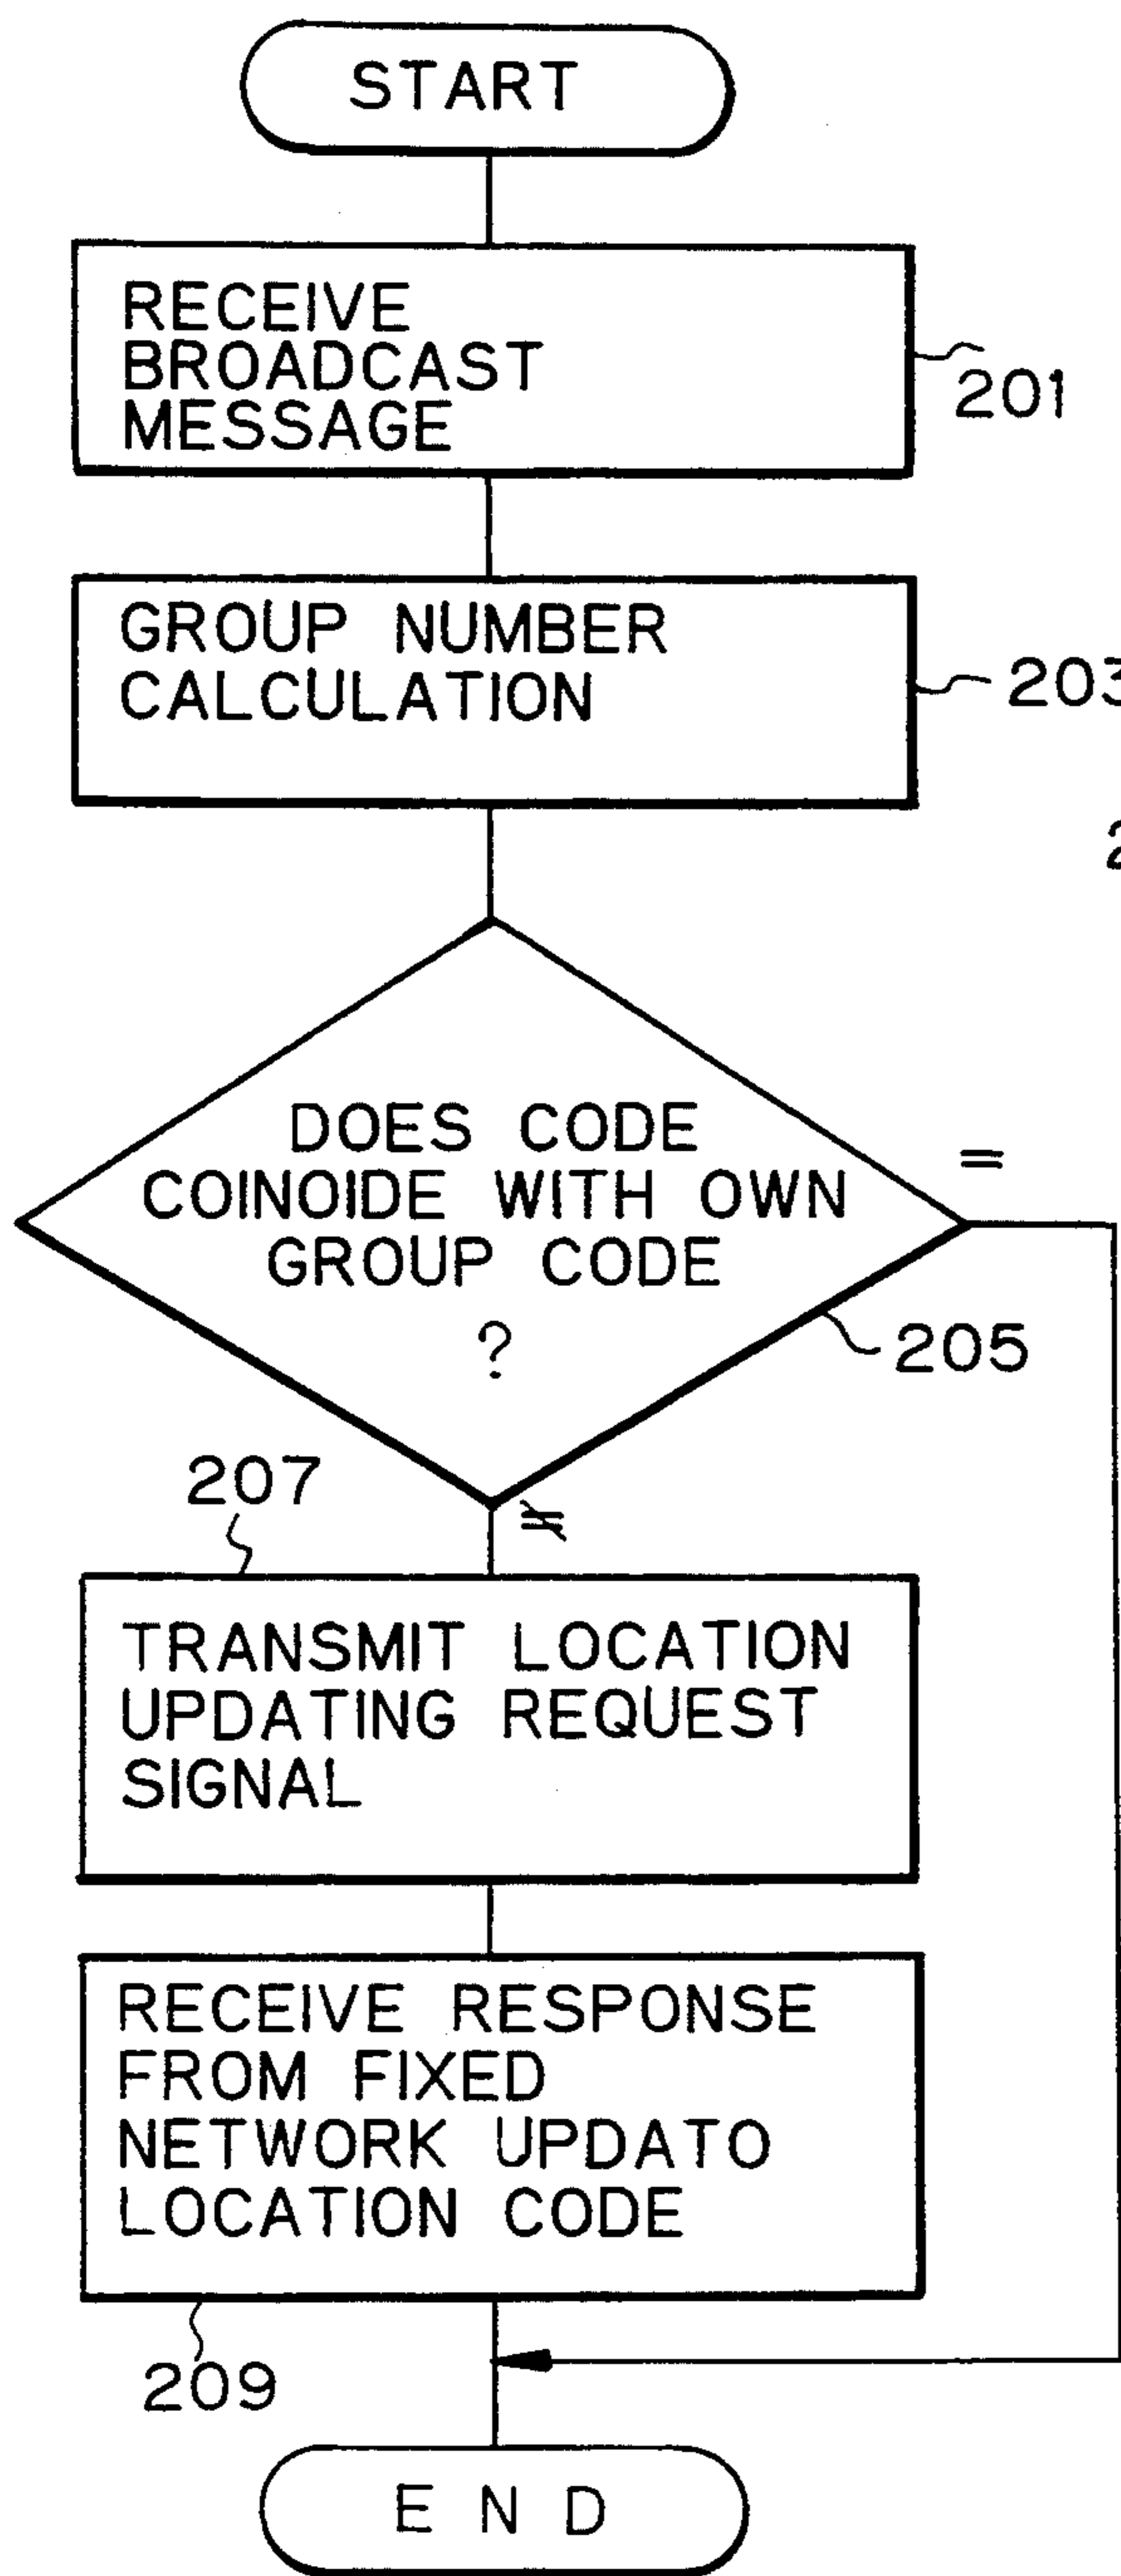 START
RECEIVE
BROADCAST
MESSAGE
201
GROUP NUMBER
CALCULATION
203
2
DOES CODE
COINOIDE WITH OWN
GROUP CODE
?
=
205
≠
207
TRANSMIT LOCATION
UPDATING REQUEST
SIGNAL
RECEIVE RESPONSE
FROM FIXED
NETWORK UPDATO
LOCATION CODE
209
END